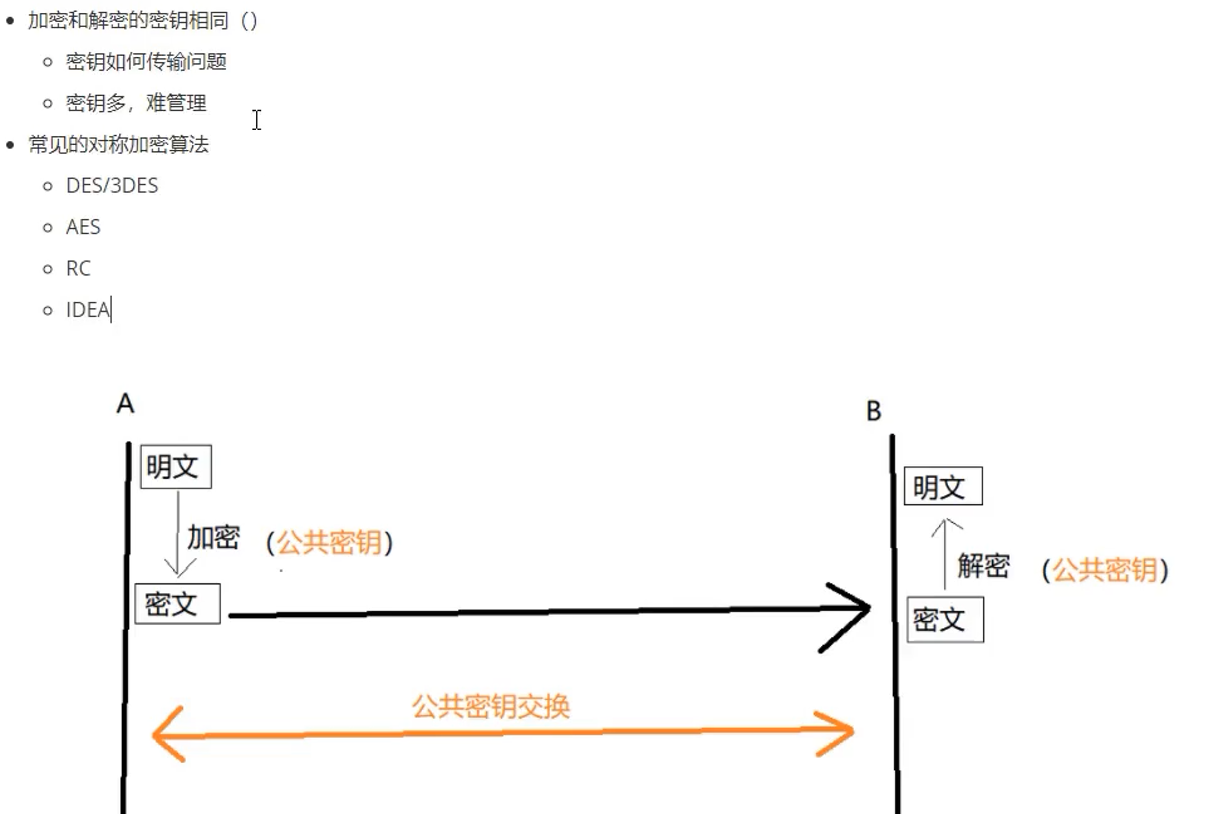 加密和解密的密钥相同（）
密钥如何传输问题
密钥多，难管理
常见的对称加密算法
DES/3DES
AES
RC
IDEA
A
B
明文
明文
加密 （公共密钥）
解密 （公共密钥）
密文
密文
公共密钥交换